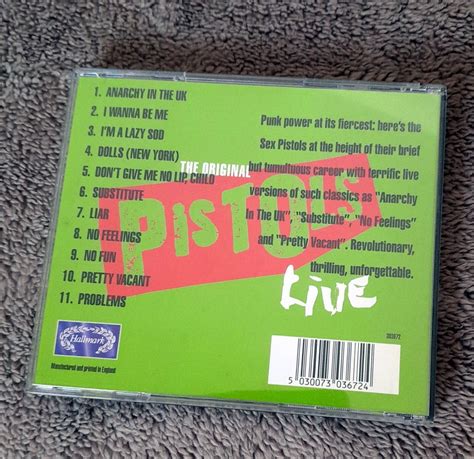 1. ANARCHY IN THE UK
2. I WANNA BE ME
3. I'M A LAZY SOD
4. DOLLS (NEW YORK)
5. DON'T GIVE ME NO LIP, CHILD
6. SUBSTITUTE
7. LIAR
8. NO FEELINGS
9. NO FUN
10. PRETTY VACANT
11. PROBLEMS
Punk power at its fiercest: here's the
Sex Pistols at the height of their brief
but tumultuous career with terrific live
versions of such classics as "Anarchy
In The UK", "Substitute", "No Feelings"
and "Pretty Vacant". Revolutionary,
thrilling, unforgettable.
THE ORIGINAL
PISTOLS
LIVE
303672
Hallmark
Manufactured and printed in England
5 030073 036724